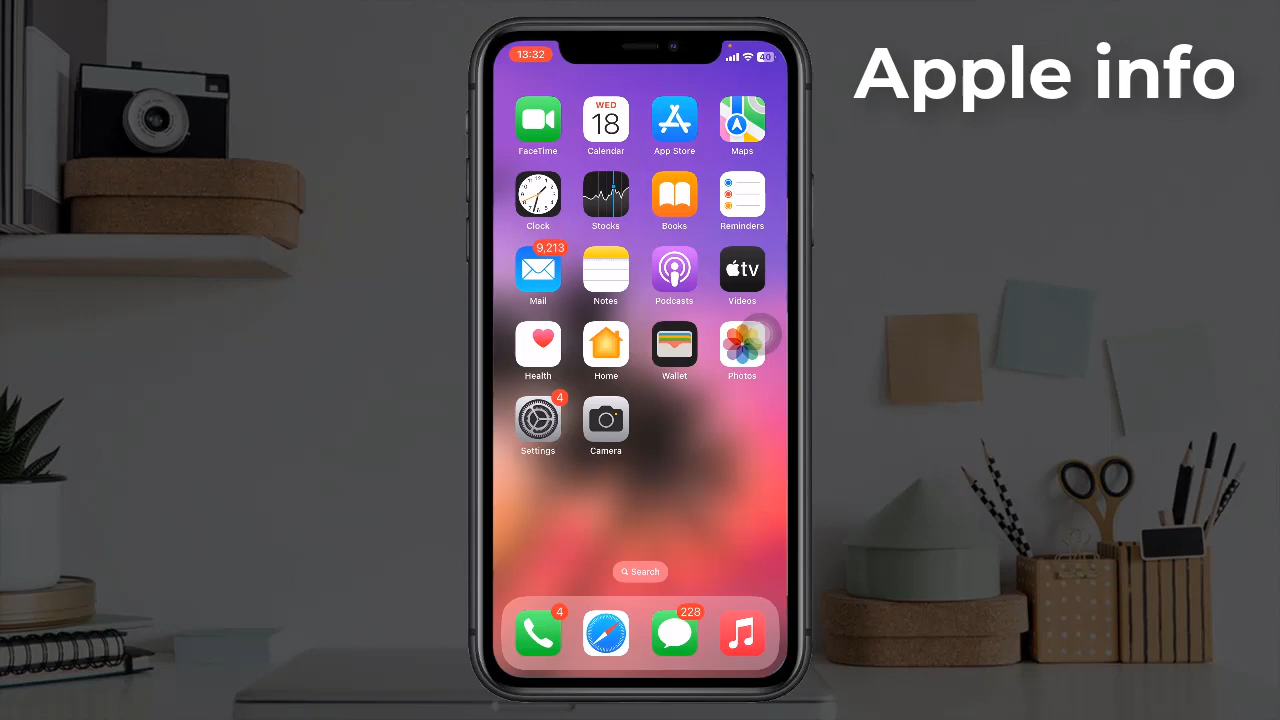 Apple info
13:32
40
WED
18
FaceTime
Calendar
App Store
Maps
Clock
Stocks
Books
Reminders
9,213
tv
Mail
Notes
Podcasts
Videos
Health
Home
Wallet
Photos
4
Settings
Camera
Search
4
228